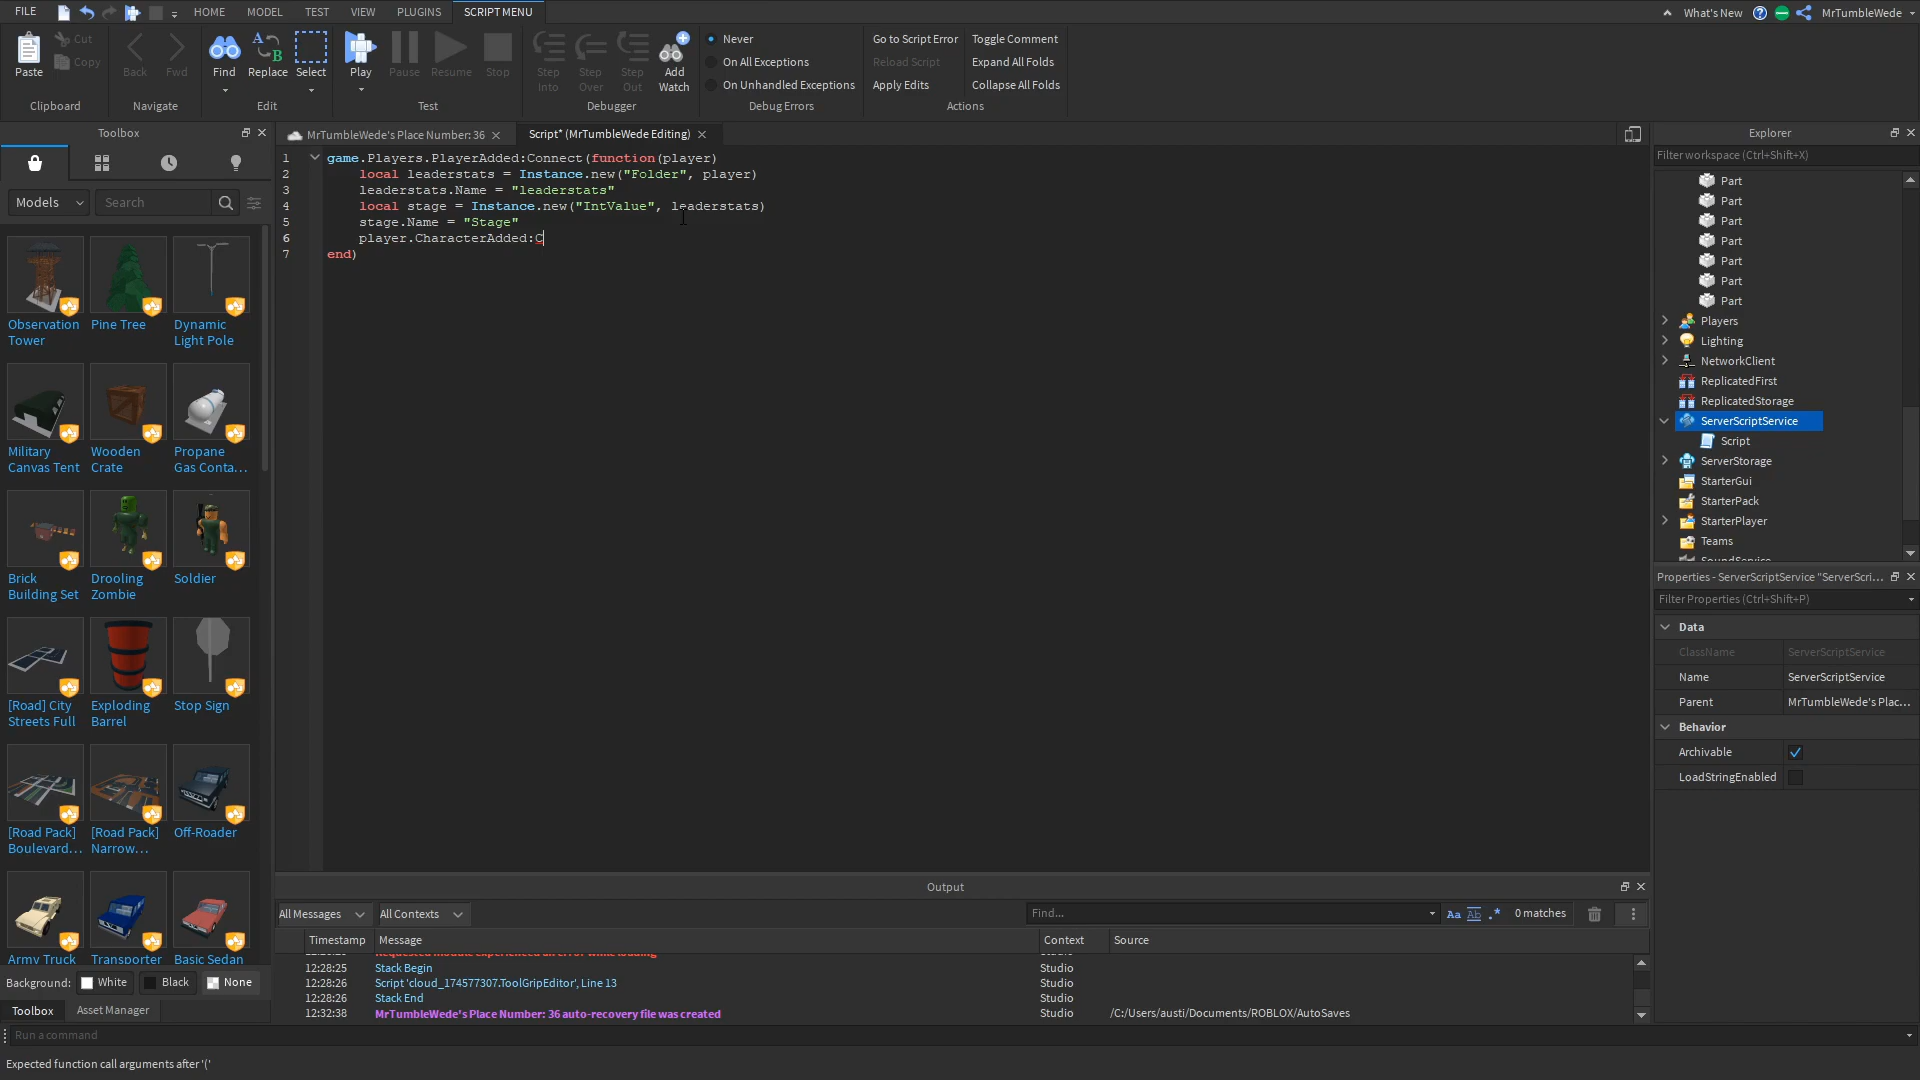 FILE HOME MODEL TEST VIEW PLUGINS SCRIPT MENU What's New MrTumbleWede
Paste Cut Copy Back Fwd Find Replace Select Play Pause Resume Stop Step Into Step Over Step Out Add Watch
Never Go to Script Error Toggle Comment
On All Exceptions Reload Script Expand All Folds
On Unhandled Exceptions Apply Edits Collapse All Folds
Clipboard Navigate Edit Test Debugger Debug Errors Actions
Toolbox
MrTumbleWede's Place Number: 36
Script* (MrTumbleWede Editing)
Models Search
Observation Tower
Pine Tree
Dynamic Light Pole
Military Canvas Tent
Wooden Crate
Propane Gas Conta...
Brick Building Set
Drooling Zombie
Soldier
[Road] City Streets Full
Exploding Barrel
Stop Sign
[Road Pack] Boulevard...
[Road Pack] Narrow...
Off-Roader
Army Truck
Transporter
Basic Sedan
Background: White Black None
Toolbox Asset Manager
1 game.Players.PlayerAdded:Connect(function(player)
2 local leaderstats = Instance.new("Folder", player)
3 leaderstats.Name = "leaderstats"
4 local stage = Instance.new("IntValue", leaderstats)
5 stage.Name = "Stage"
6 player.CharacterAdded:C
7 end)
Output
All Messages All Contexts Find... Aa Ab .* 0 matches
Timestamp Message Context Source
Requested module experienced an error while loading
12:28:25 Stack Begin Studio
12:28:26 Script 'cloud_174577307.ToolGripEditor', Line 13 Studio
12:28:26 Stack End Studio
12:32:38 MrTumbleWede's Place Number: 36 auto-recovery file was created Studio /C:/Users/austi/Documents/ROBLOX/AutoSaves
Run a command
Expected function call arguments after '('
Explorer
Filter workspace (Ctrl+Shift+X)
Part
Part
Part
Part
Part
Part
Part
Players
Lighting
NetworkClient
ReplicatedFirst
ReplicatedStorage
ServerScriptService
Script
ServerStorage
StarterGui
StarterPack
StarterPlayer
Teams
SoundService
Properties - ServerScriptService "ServerScri...
Filter Properties (Ctrl+Shift+P)
Data
ClassName ServerScriptService
Name ServerScriptService
Parent MrTumbleWede's Plac...
Behavior
Archivable
LoadStringEnabled